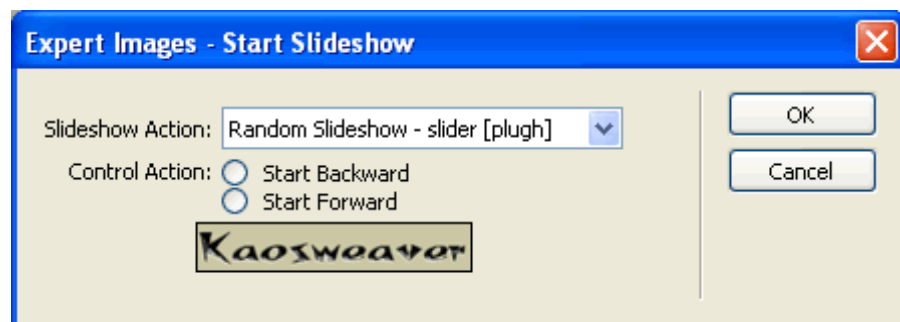 Expert Images - Start Slideshow
Slideshow Action: Random Slideshow - slider [plugh]
OK
Control Action: Start Backward
Cancel
Start Forward
Kaosweaver